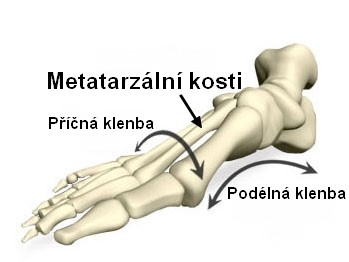 Metatarzální kosti
Příčná klenba
Podélná klenba